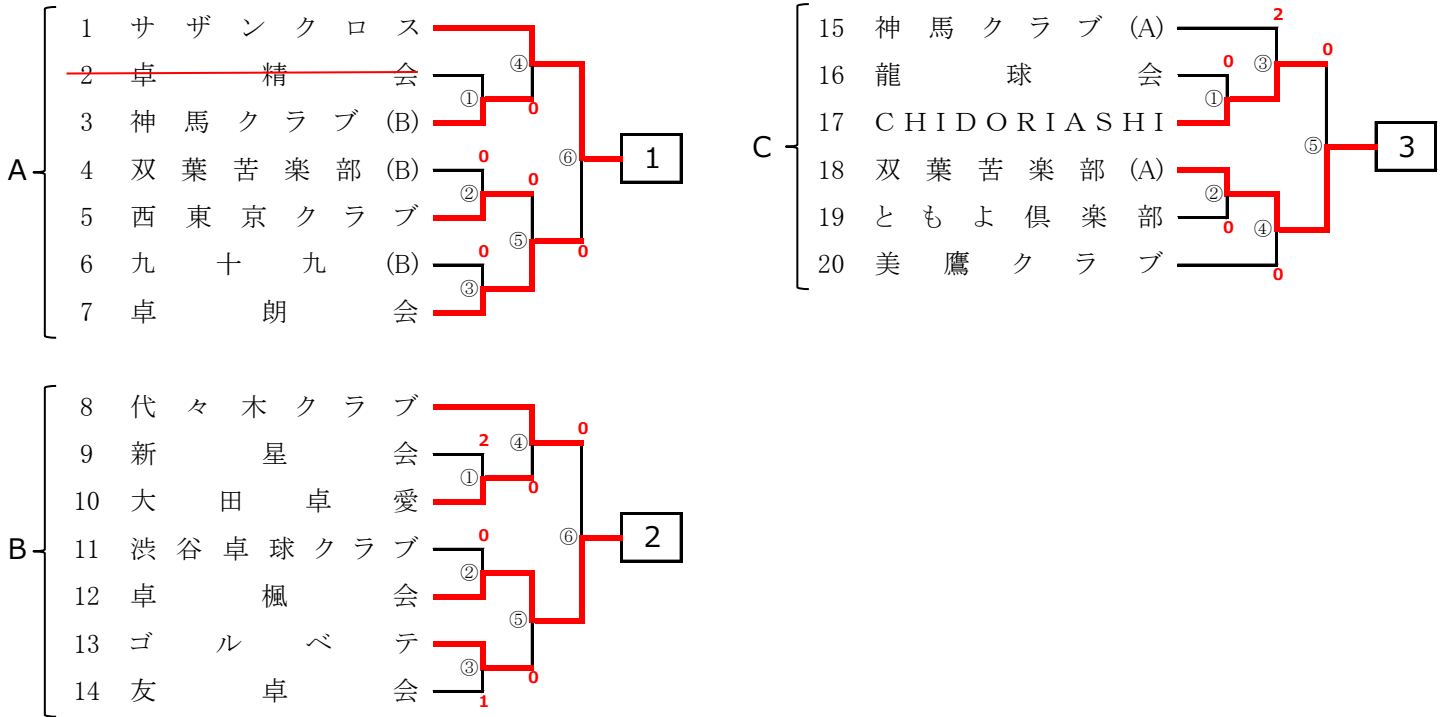 A
1 サザンクロス
2 卓精会
3 神馬クラブ(B)
4 双葉苦楽部(B)
5 西東京クラブ
6 九十九(B)
7 卓朗会
① 
0
② 0
③ 0
④ 0
⑤ 0
⑥ 0
1
B
8 代々木クラブ
9 新星会
10 大田卓愛
11 渋谷卓球クラブ
12 卓楓会
13 ゴルベテ
14 友卓会
① 2
② 0
③ 1
④ 0
⑤ 0
⑥ 0
2
C
15 神馬クラブ(A)
16 龍球会
17 CHIDORIASHI
18 双葉苦楽部(A)
19 ともよ倶楽部
20 美鷹クラブ
① 0
② 0
③ 2
④ 0
⑤ 0
3